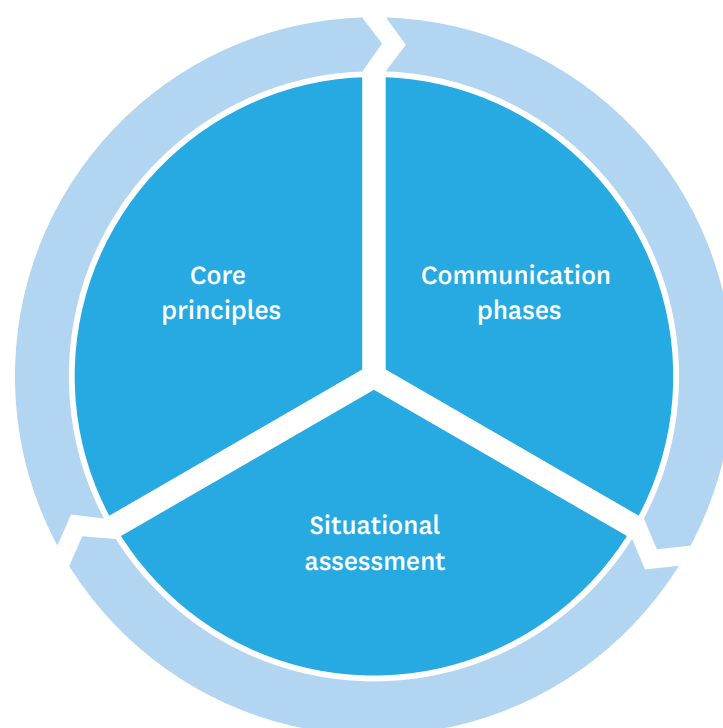 Core
principles
Communication
phases
Situational
assessment